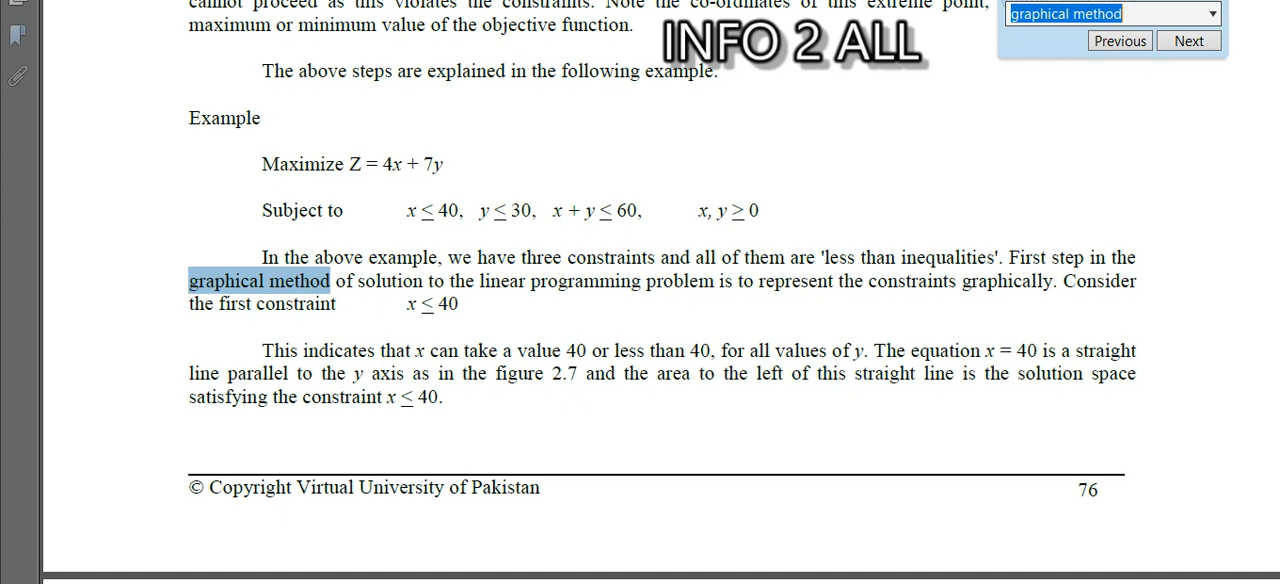 cannot proceed as this violates the constraints. Note the co-ordinates of this extreme point,
graphical method
maximum or minimum value of the objective function.
INFO 2 ALL
Previous Next
The above steps are explained in the following example.
Example
Maximize Z = 4x + 7y
Subject to x ≤ 40, y ≤ 30, x + y ≤ 60, x, y ≥ 0
In the above example, we have three constraints and all of them are 'less than inequalities'. First step in the
graphical method of solution to the linear programming problem is to represent the constraints graphically. Consider
the first constraint x ≤ 40
This indicates that x can take a value 40 or less than 40, for all values of y. The equation x = 40 is a straight
line parallel to the y axis as in the figure 2.7 and the area to the left of this straight line is the solution space
satisfying the constraint x ≤ 40.
© Copyright Virtual University of Pakistan 76